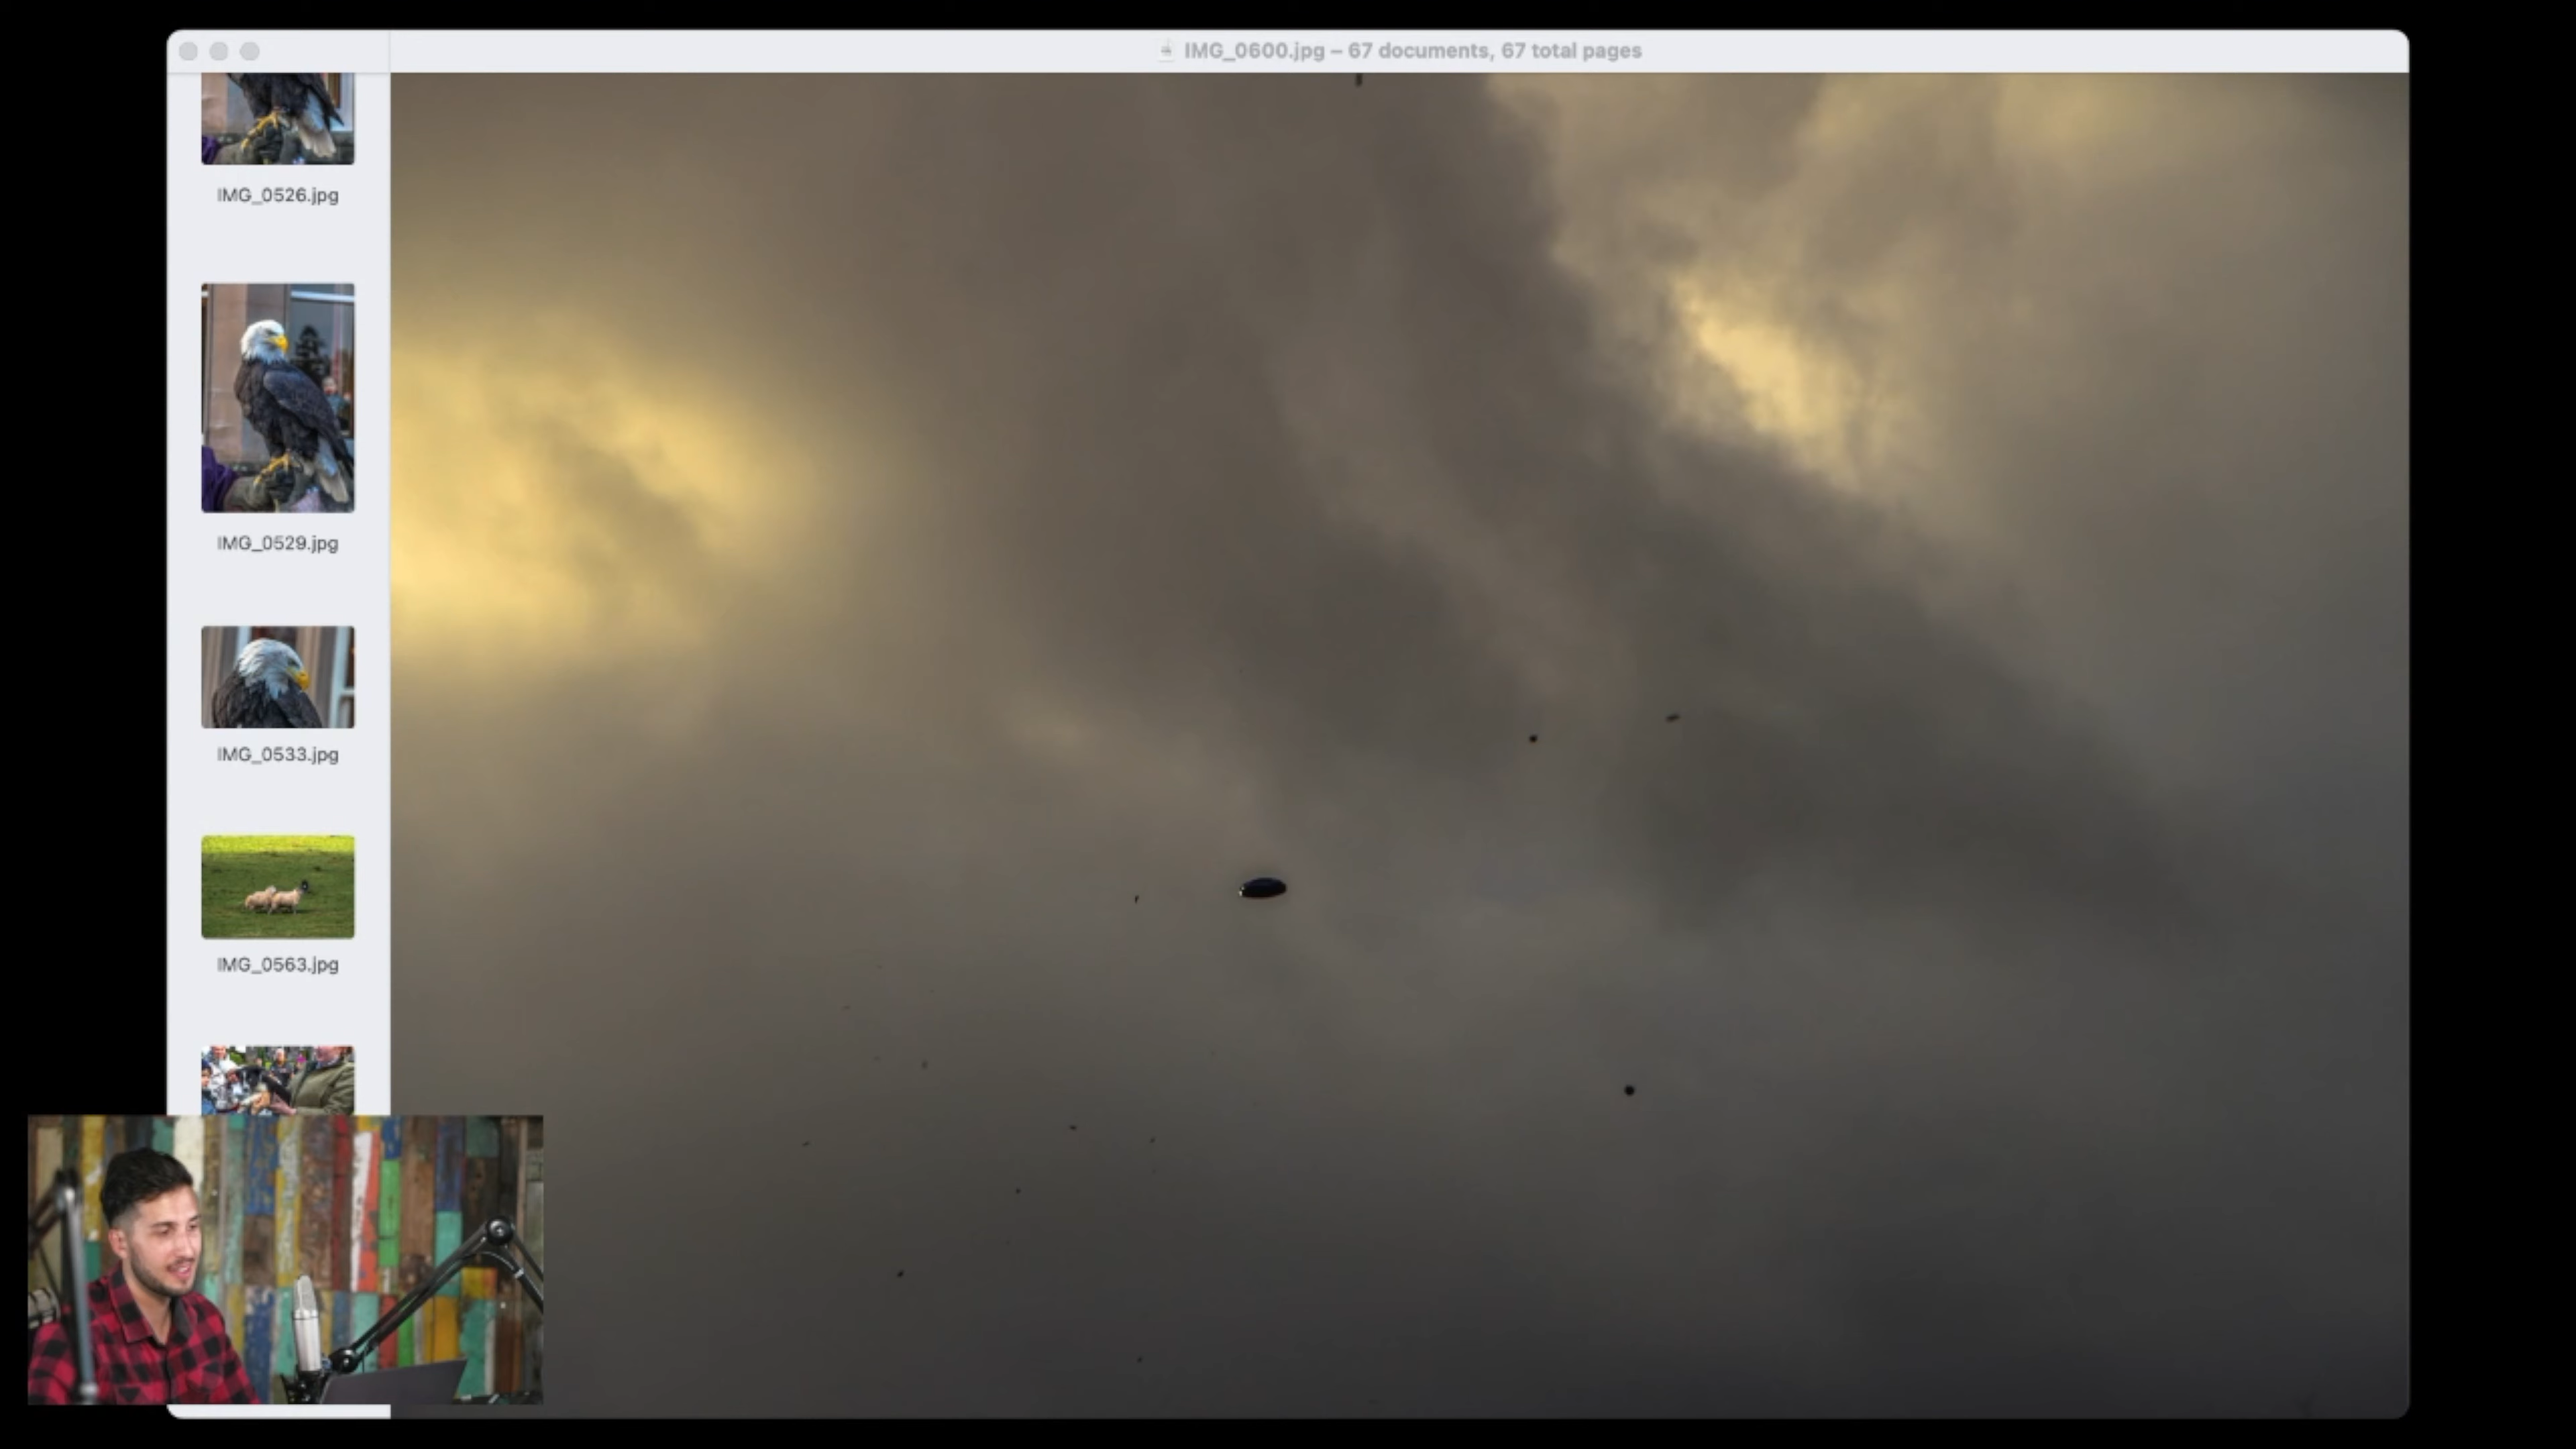 IMG_0600.jpg – 67 documents, 67 total pages
IMG_0526.jpg
IMG_0529.jpg
IMG_0533.jpg
IMG_0563.jpg